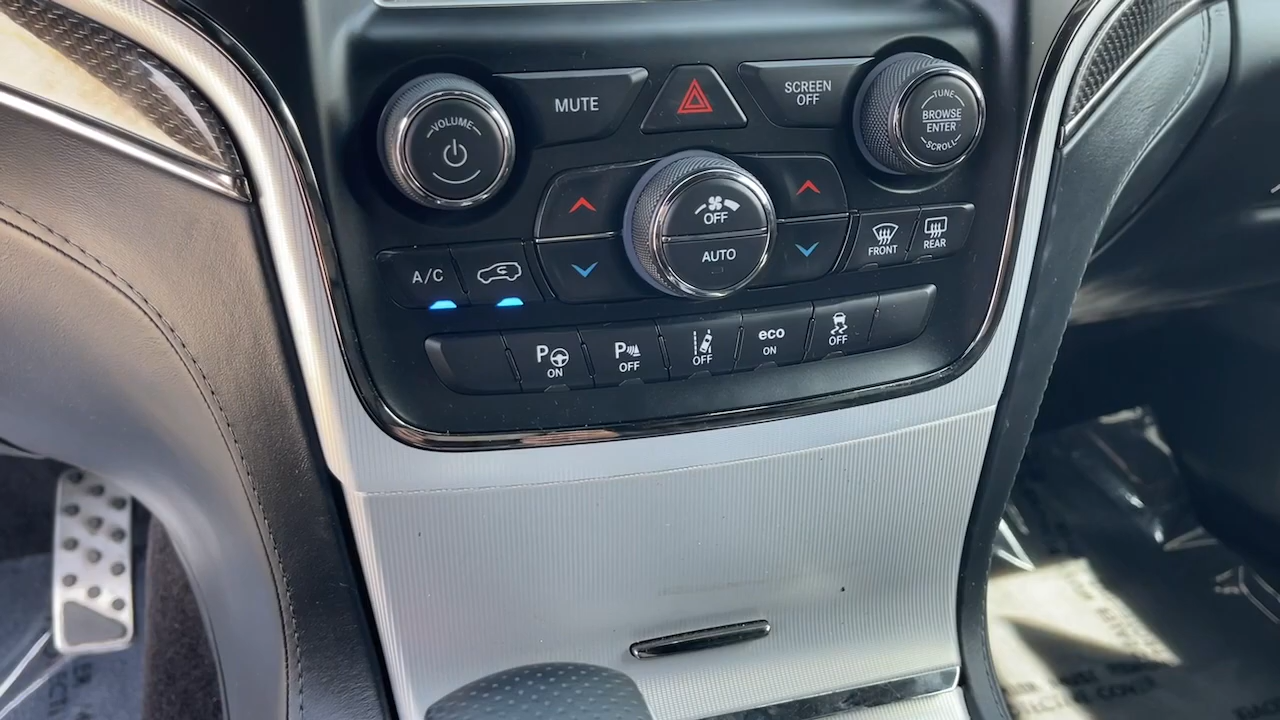 VOLUME
MUTE
SCREEN
OFF
TUNE
BROWSE
ENTER
SCROLL
OFF
AUTO
FRONT
REAR
A/C
P
ON
P
OFF
OFF
eco
ON
OFF